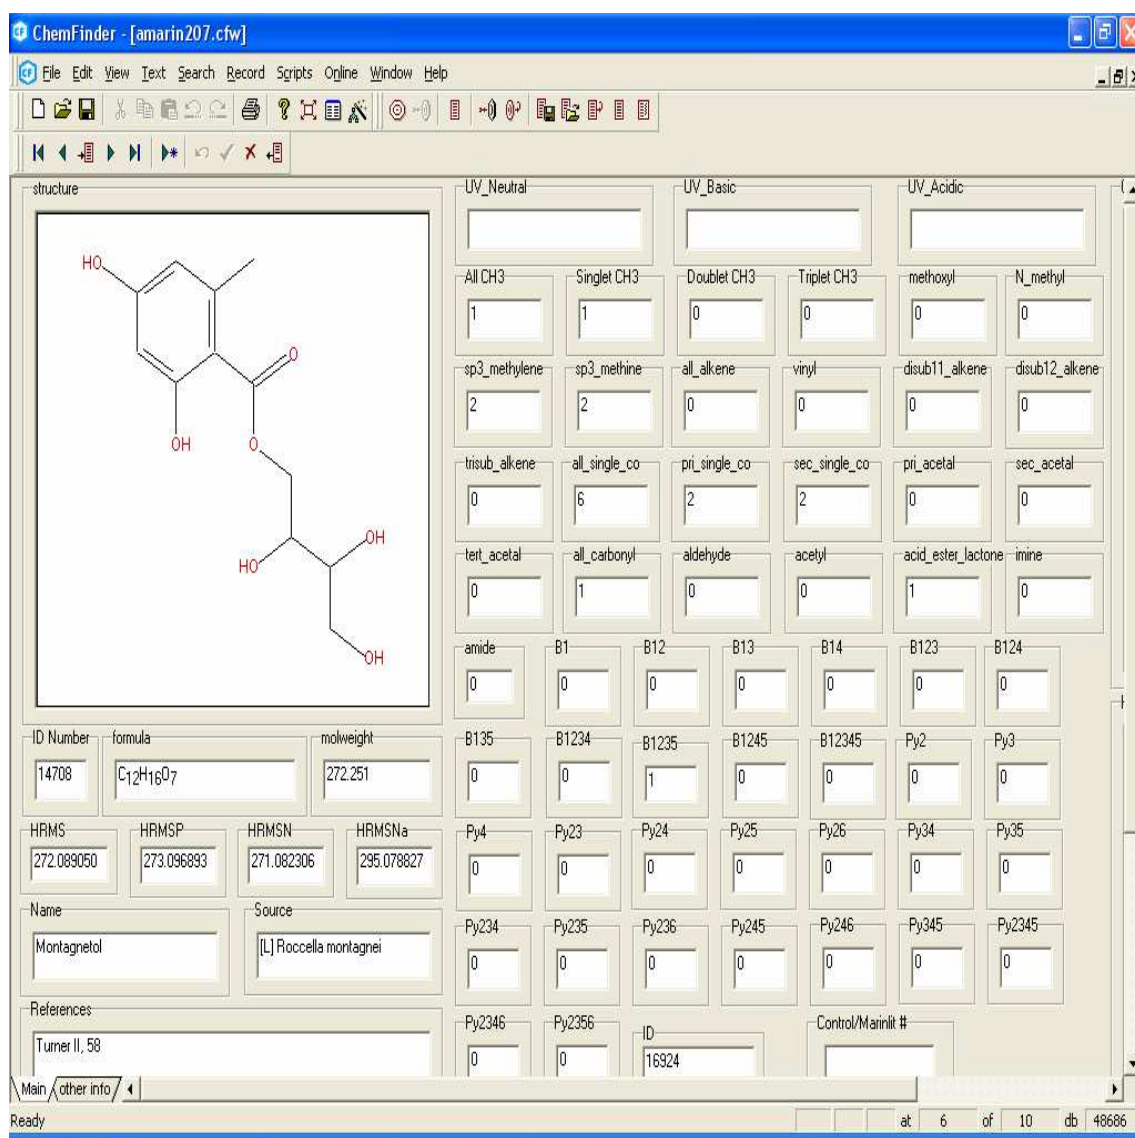 ChemFinder - [amarin207.cfw]
File Edit View Text Search Record Scripts Online Window Help
structure
HO
O
OH
O
OH
HO
OH
UV_Neutral UV_Basic UV_Acidic
All CH3 Singlet CH3 Doublet CH3 Triplet CH3 methoxyl N_methyl
1 1 0 0 0 0
sp3_methylene sp3_methine all_alkene vinyl disub11_alkene disub12_alkene
2 2 0 0 0 0
trisub_alkene all_single_co pri_single_co sec_single_co pri_acetal sec_acetal
0 6 2 2 0 0
tert_acetal all_carbonyl aldehyde acetyl acid_ester_lactone imine
0 1 0 0 1 0
amide B1 B12 B13 B14 B123 B124
0 0 0 0 0 0 0
ID Number formula molweight
14708 C12H16O7 272.251
B135 B1234 B1235 B1245 B12345 Py2 Py3
0 0 1 0 0 0 0
HRMS HRMSP HRMSN HRMSNa
272.089050 273.096893 271.082306 295.078827
Py4 Py23 Py24 Py25 Py26 Py34 Py35
0 0 0 0 0 0 0
Name Source
Montagnetol [L] Roccella montagnei
Py234 Py235 Py236 Py245 Py246 Py345 Py2345
0 0 0 0 0 0 0
References
Turner II, 58
Py2346 Py2356 ID Control/Marinlit #
0 0 16924
Main other info
Ready at 6 of 10 db 48686